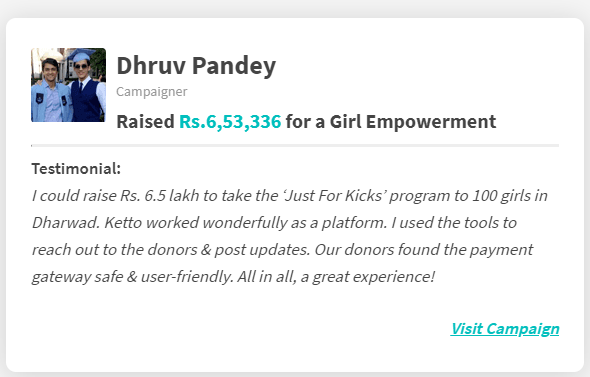 Dhruv Pandey
Campaigner
Raised Rs.6,53,336 for a Girl Empowerment
Testimonial:
I could raise Rs. 6.5 lakh to take the ‘Just For Kicks’ program to 100 girls in
Dharwad. Ketto worked wonderfully as a platform. I used the tools to
reach out to the donors & post updates. Our donors found the payment
gateway safe & user-friendly. All in all, a great experience!
Visit Campaign